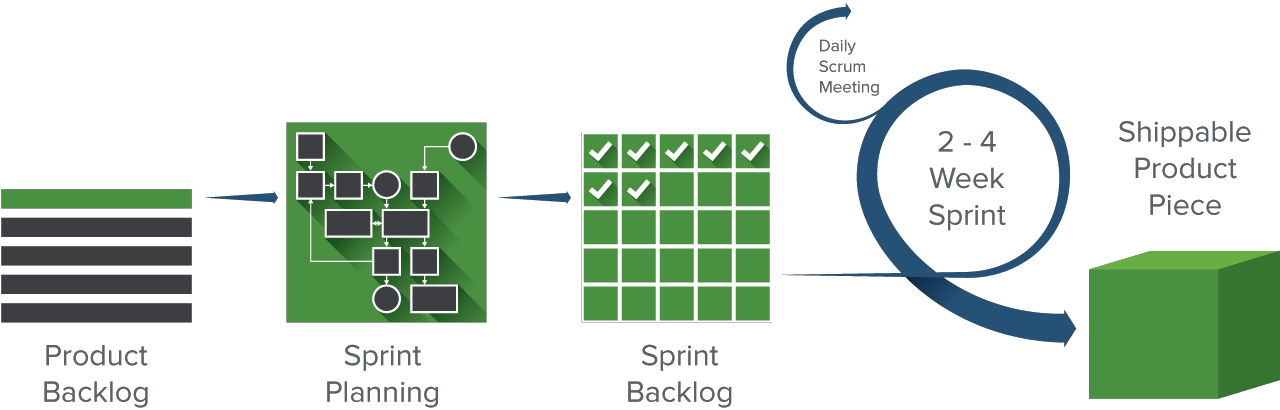 Product
Backlog
Sprint
Planning
Sprint
Backlog
Daily
Scrum
Meeting
2 - 4
Week
Sprint
Shippable
Product
Piece